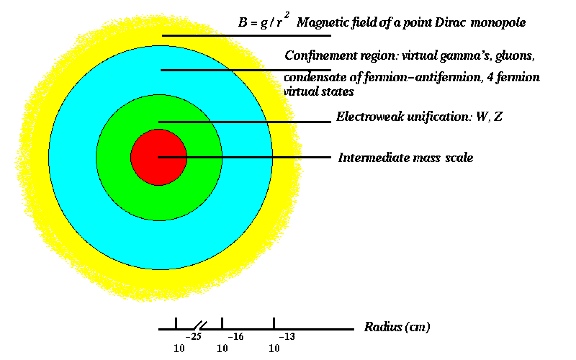 B = g / r² Magnetic field of a point Dirac monopole
Confinement region: virtual gamma's, gluons,
condensate of fermion−antifermion, 4 fermion
virtual states
Electroweak unification: W, Z
Intermediate mass scale
Radius (cm)
10⁻²⁵ 10⁻¹⁶ 10⁻¹³